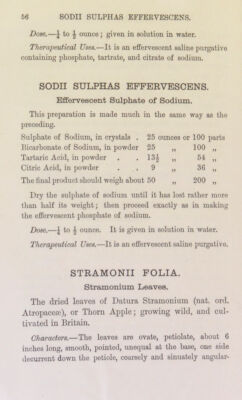 56 SODII SULPHAS EFFERVESCENS.
Dose.—¼ to ½ ounce; given in solution in water.
Therapeutical Uses.—It is an effervescent saline purgative
containing phosphate, tartrate, and citrate of sodium.
SODII SULPHAS EFFERVESCENS.
Effervescent Sulphate of Sodium.
This preparation is made much in the same way as the
preceding.
Sulphate of Sodium, in crystals . 25 ounces or 100 parts
Bicarbonate of Sodium, in powder 25 „ 100 „
Tartaric Acid, in powder . . 13½ „ 54 „
Citric Acid, in powder . . 9 „ 36 „
The final product should weigh about 50 „ 200 „
Dry the sulphate of sodium until it has lost rather more
than half its weight; then proceed exactly as in making
the effervescent phosphate of sodium.
Dose.—¼ to ½ ounce. It is given in solution in water.
Therapeutical Uses.—It is an effervescent saline purgative.
STRAMONII FOLIA.
Stramonium Leaves.
The dried leaves of Datura Stramonium (nat. ord.
Atropaceæ), or Thorn Apple; growing wild, and cul-
tivated in Britain.
Characters.—The leaves are ovate, petiolate, about 6
inches long, smooth, pointed, unequal at the base, one side
decurrent down the petiole, coarsely and sinuately angular-